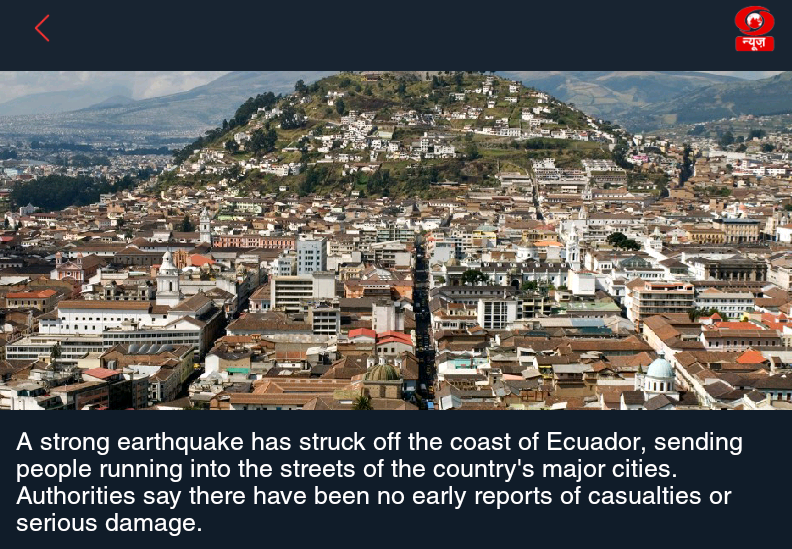 न्यूज़
A strong earthquake has struck off the coast of Ecuador, sending
people running into the streets of the country's major cities.
Authorities say there have been no early reports of casualties or
serious damage.